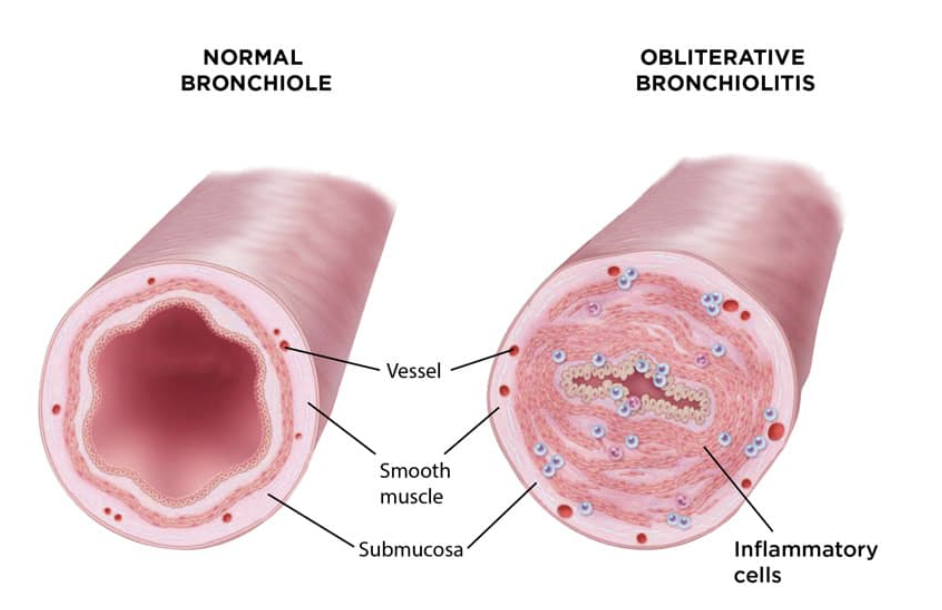 NORMAL
BRONCHIOLE
OBLITERATIVE
BRONCHIOLITIS
Vessel
Smooth
muscle
Submucosa
Inflammatory
cells